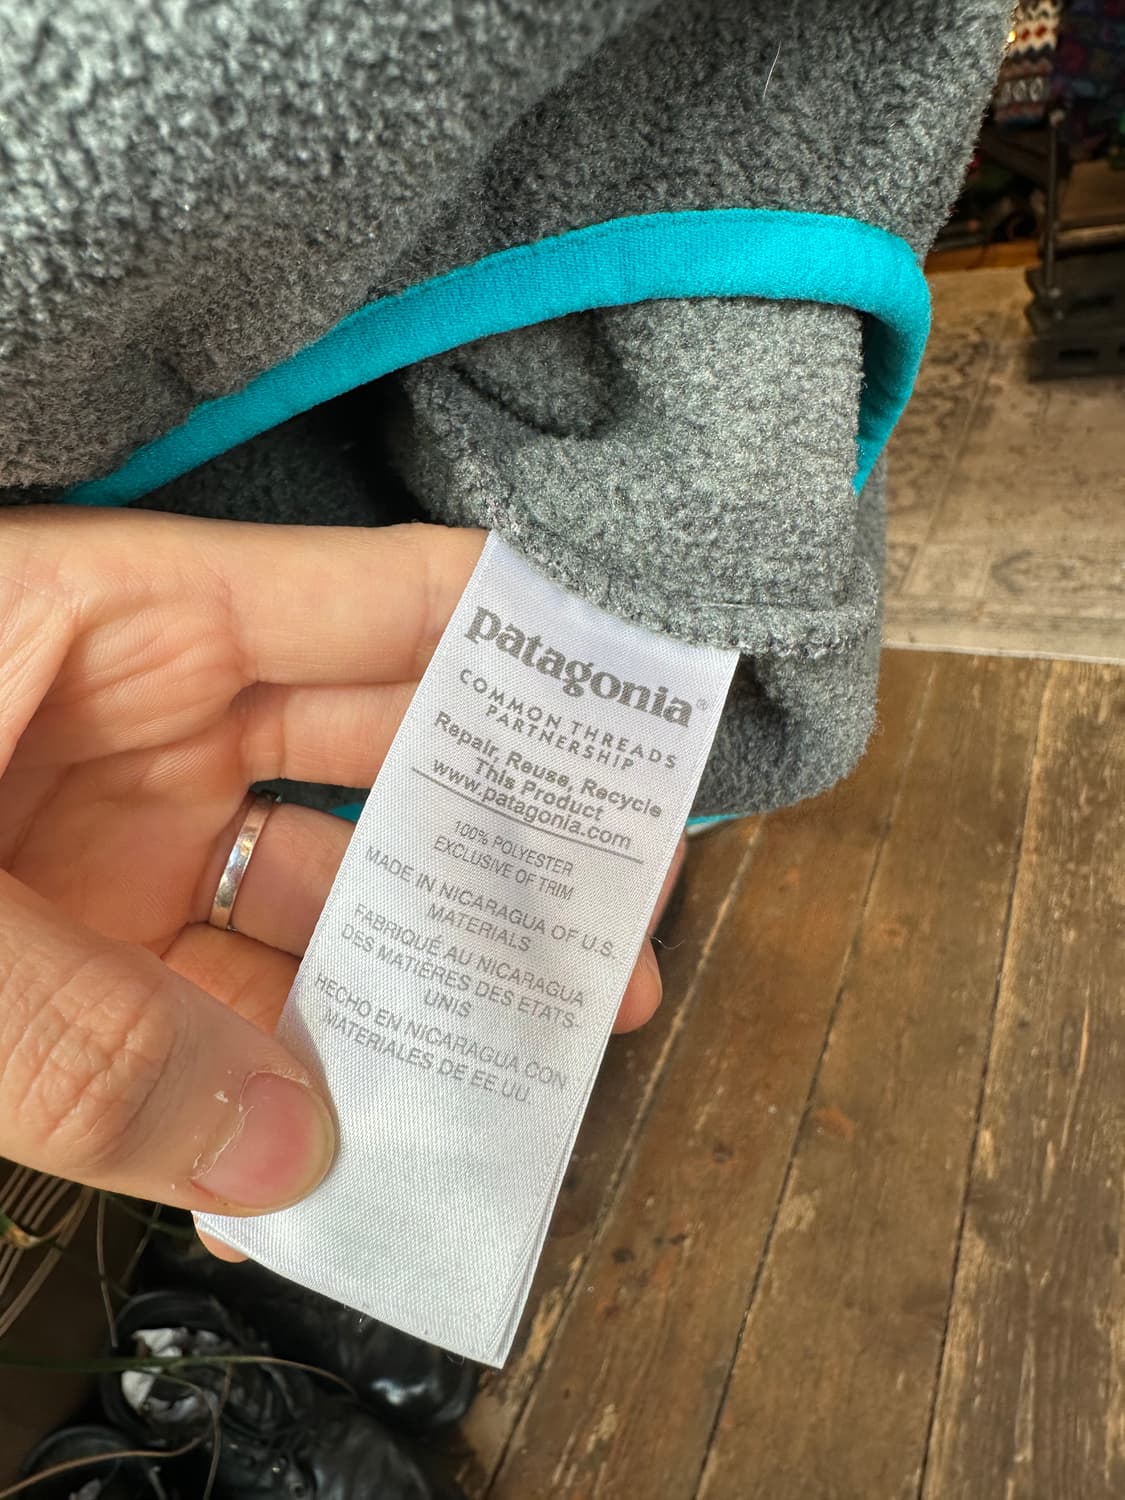 patagonia®
COMMON THREADS
PARTNERSHIP
Repair, Reuse, Recycle
This Product
www.patagonia.com
100% POLYESTER
EXCLUSIVE OF TRIM
MADE IN NICARAGUA OF U.S.
MATERIALS
FABRIQUÉ AU NICARAGUA
DES MATIÈRES DES ETATS-
UNIS
HECHO EN NICARAGUA CON
MATERIALES DE EE.UU.